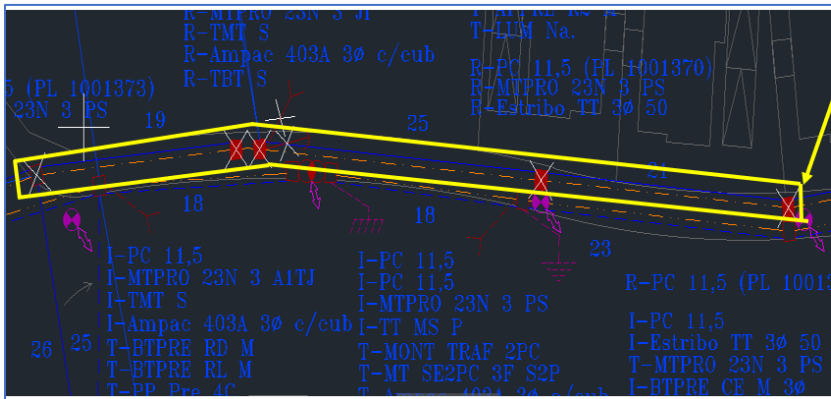 R-MTPRO 23N 3 JI
R-TMT S
R-Ampac 403A 3Ø c/cub
R-TBT S
T-LUM Na.
R-PC 11,5 (PL 1001370)
R-MTPRO 23N 3 PS
R-Estribo TT 3Ø 50
5 (PL 1001373)
23N 3 PS
19
25
21
18
18
23
I-PC 11,5
I-MTPRO 23N 3 A1TJ
I-TMT S
I-Ampac 403A 3Ø c/cub
T-BTPRE RD M
T-BTPRE RL M
T-PP Pre 4C
26
25
I-PC 11,5
I-PC 11,5
I-MTPRO 23N 3 PS
I-TT MS P
T-MONT TRAF 2PC
T-MT SE2PC 3F S2P
R-PC 11,5 (PL 1001
I-PC 11,5
I-Estribo TT 3Ø 50
T-MTPRO 23N 3 PS
I-BTPRE CE M 3Ø